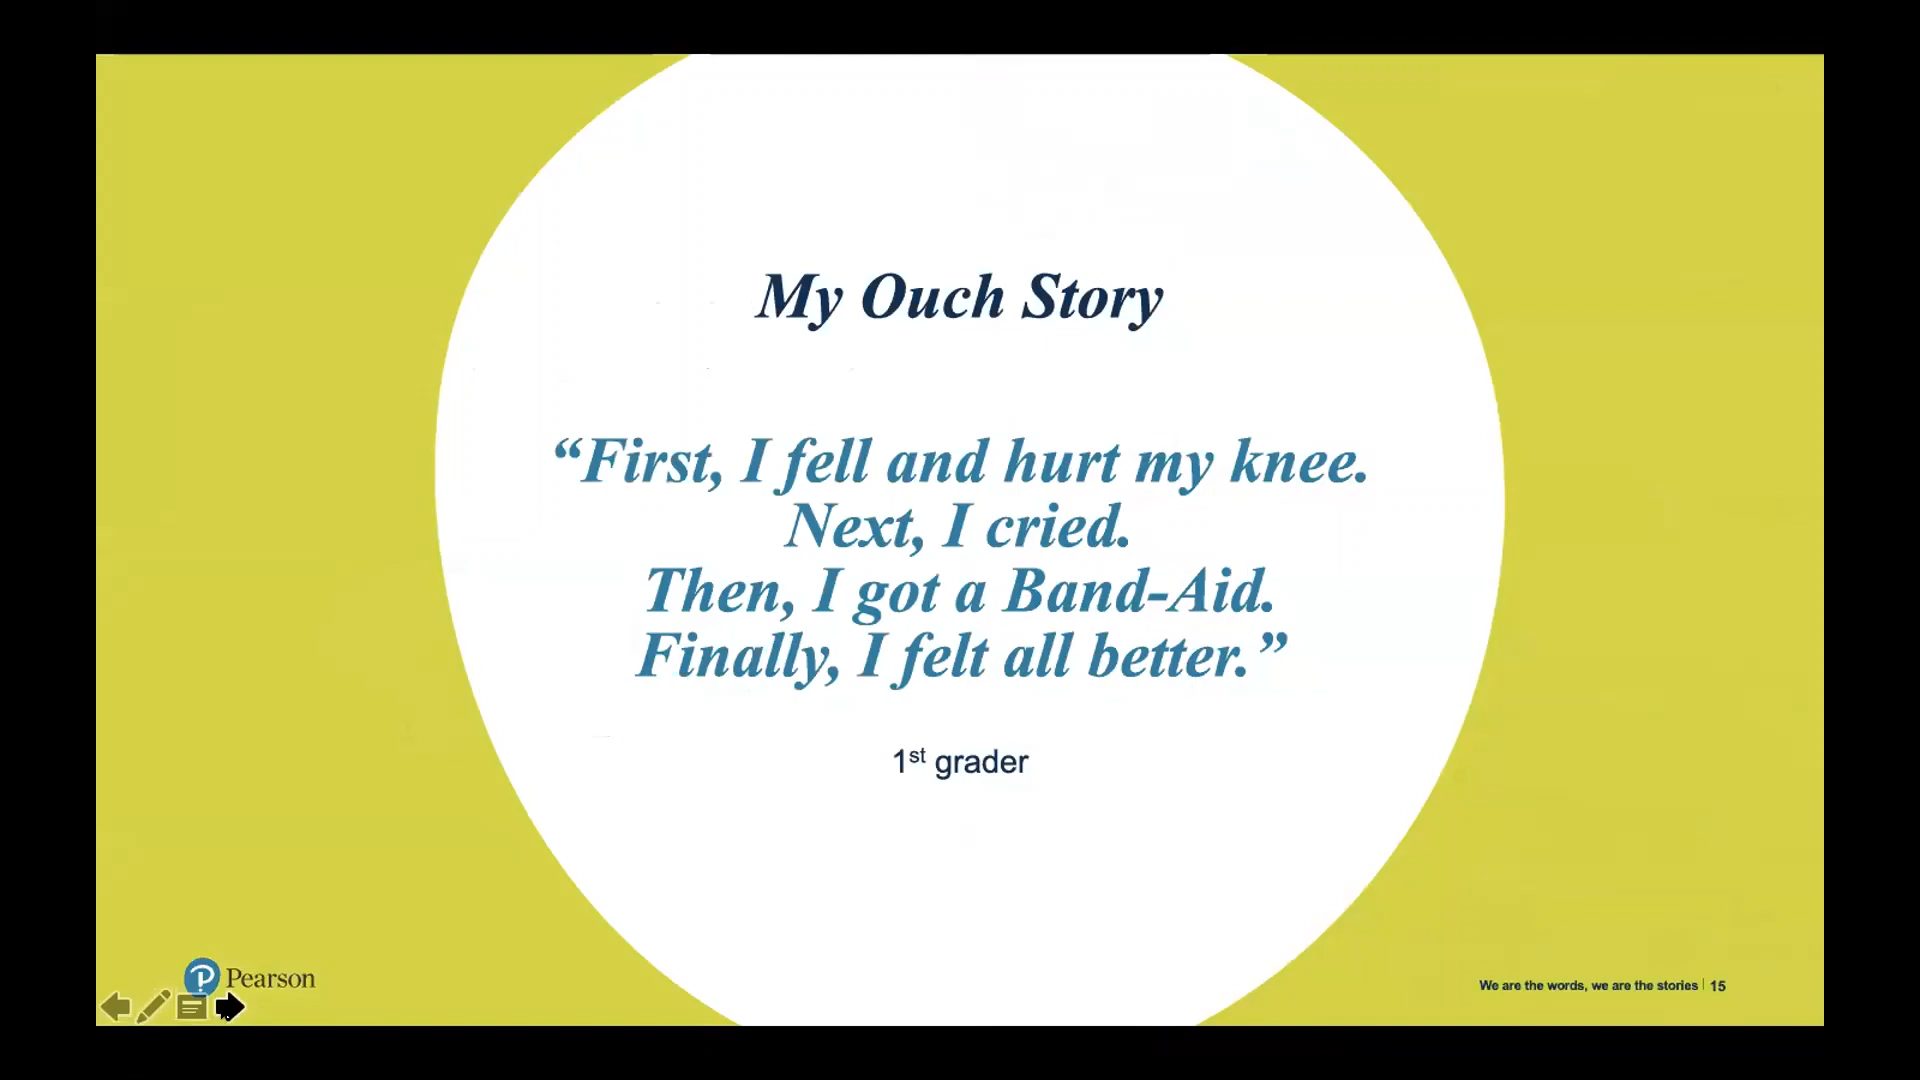 My Ouch Story
“First, I fell and hurt my knee.
Next, I cried.
Then, I got a Band-Aid.
Finally, I felt all better.”
1st grader
Pearson
We are the words, we are the stories | 15